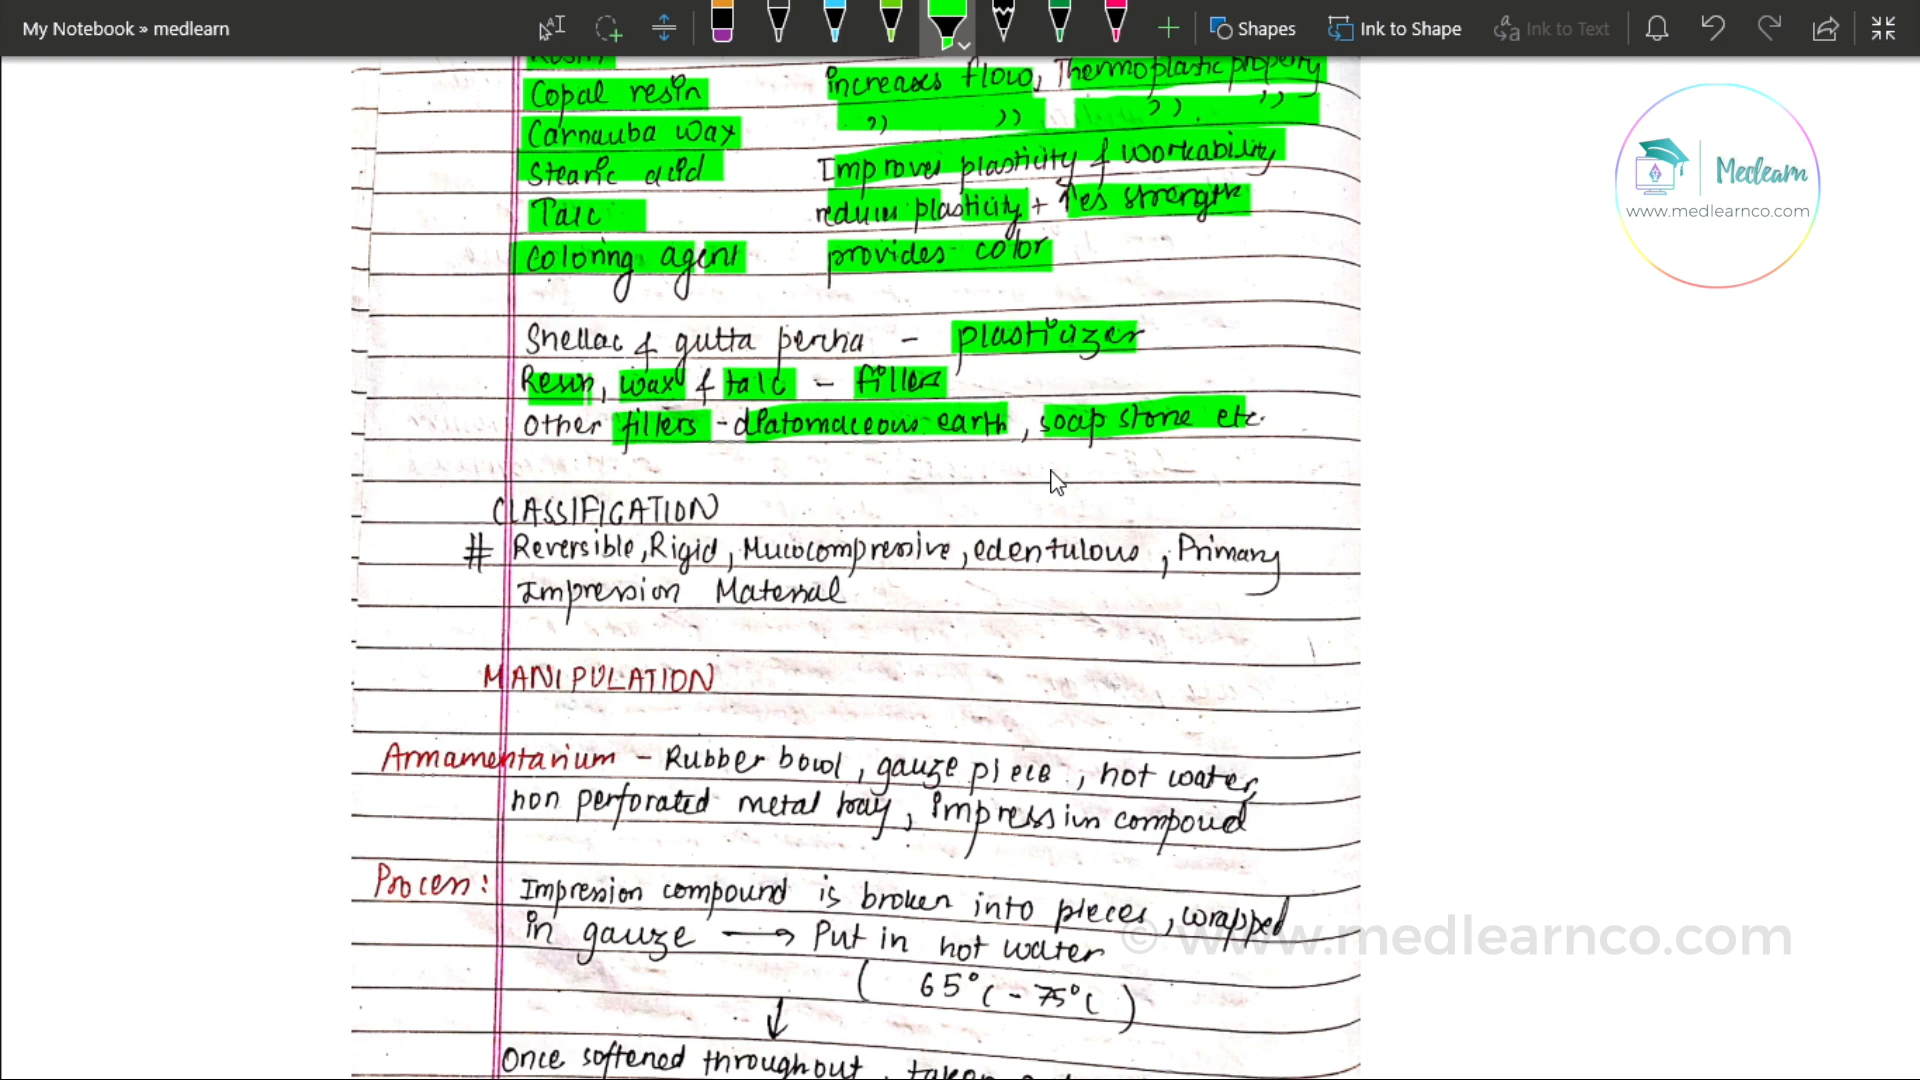 My Notebook » medlearn
Shapes
Ink to Shape
Ink to Text
Rosin
Copal resin increases flow, Thermoplastic property
Carnauba wax ,, ,, ,, ,,
Stearic acid Improves plasticity & workability
Talc reduces plasticity + ↑es strength
Coloring agent provides color
Medlearn
www.medlearnco.com
Shellac & gutta percha - plasticizer
Resin, wax & talc - filler
Other fillers - diatomaceous earth, soap stone etc.
CLASSIFICATION
# Reversible, Rigid, Mucocompressive, edentulous, Primary
Impression Material
MANIPULATION
Armamentarium - Rubber bowl, gauze piece, hot water,
non perforated metal tray, impression compound
Process: Impression compound is broken into pieces, wrapped
in gauze → Put in hot water
© www.medlearnco.com
(65°C - 75°C)
↓
Once softened throughout, taken